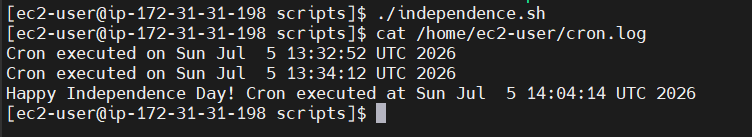 [ec2-user@ip-172-31-31-198 scripts]$ ./independence.sh
[ec2-user@ip-172-31-31-198 scripts]$ cat /home/ec2-user/cron.log
Cron executed on Sun Jul  5 13:32:52 UTC 2026
Cron executed on Sun Jul  5 13:34:12 UTC 2026
Happy Independence Day! Cron executed at Sun Jul  5 14:04:14 UTC 2026
[ec2-user@ip-172-31-31-198 scripts]$